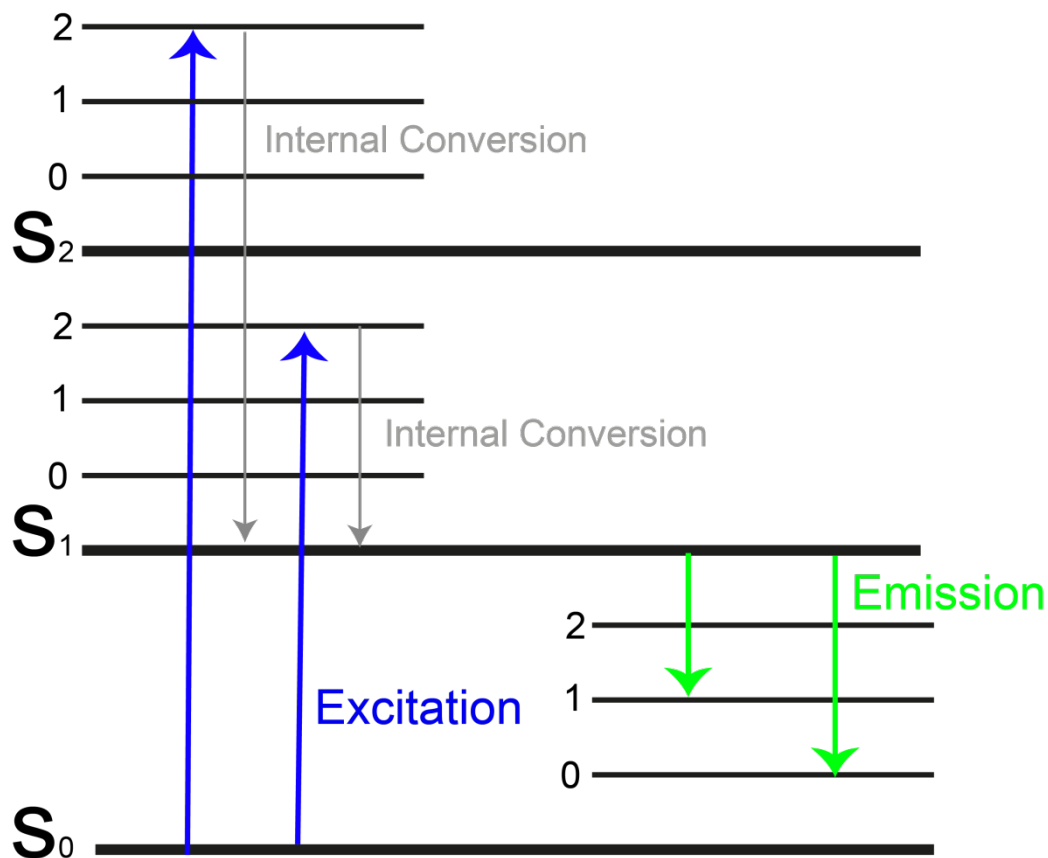 2
1
Internal Conversion
0
S2
2
1
Internal Conversion
0
S1
Emission
2
Excitation
1
0
S0